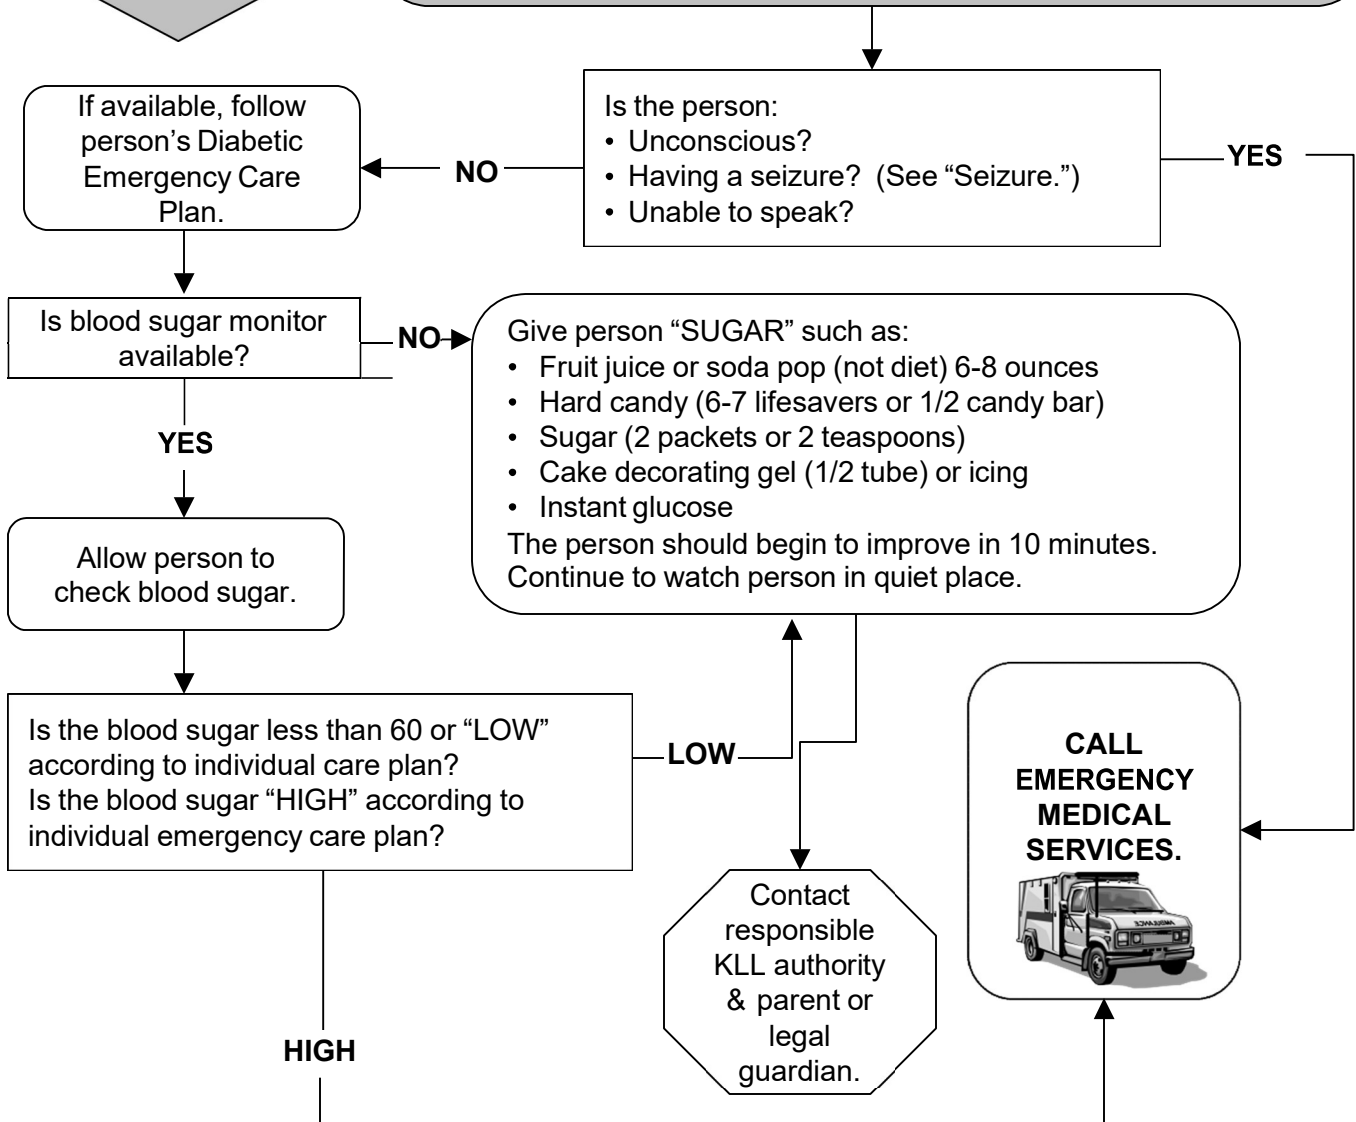 Is the person:
• Unconscious?
• Having a seizure? (See “Seizure.”)
• Unable to speak?
YES
NO
If available, follow
person’s Diabetic
Emergency Care
Plan.
Is blood sugar monitor
available?
NO
Give person “SUGAR” such as:
• Fruit juice or soda pop (not diet) 6-8 ounces
• Hard candy (6-7 lifesavers or 1/2 candy bar)
• Sugar (2 packets or 2 teaspoons)
• Cake decorating gel (1/2 tube) or icing
• Instant glucose
The person should begin to improve in 10 minutes.
Continue to watch person in quiet place.
YES
Allow person to
check blood sugar.
Is the blood sugar less than 60 or “LOW”
according to individual care plan?
Is the blood sugar “HIGH” according to
individual emergency care plan?
LOW
CALL
EMERGENCY
MEDICAL
SERVICES.
Contact
responsible
KLL authority
& parent or
legal
guardian.
HIGH